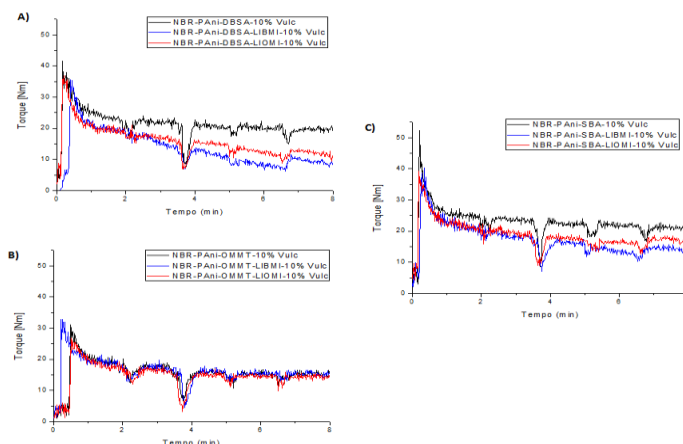 A)
NBR-PAni-DBSA-10% Vulc
NBR-PAni-DBSA-LIBMI-10% Vulc
NBR-PAni-DBSA-LIOMI-10% Vulc
50
40
30
20
10
0
Torque [Nm]
0 2 4 6 8
Tempo (min)
B)
NBR-PAni-OMMT-10% Vulc
NBR-PAni-OMMT-LIBMI-10% Vulc
NBR-PAni-OMMT-LIOMI-10% Vulc
50
40
30
20
10
0
Torque [Nm]
0 2 4 6 8
Tempo (min)
C)
NBR-PAni-SBA-10% Vulc
NBR-PAni-SBA-LIBMI-10% Vulc
NBR-PAni-SBA-LIOMI-10% Vulc
50
40
30
20
10
0
Torque [Nm]
0 2 4 6
Tempo (min)